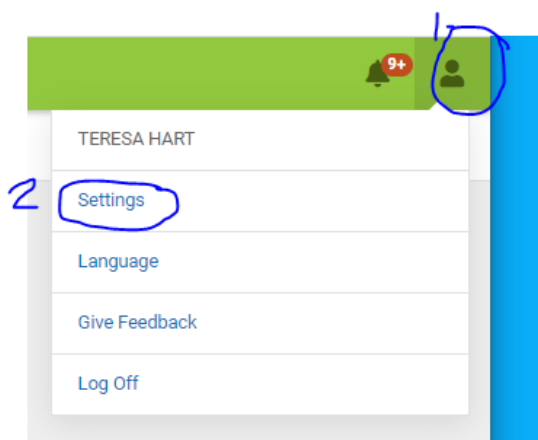 1
9+
TERESA HART
2 Settings
Language
Give Feedback
Log Off